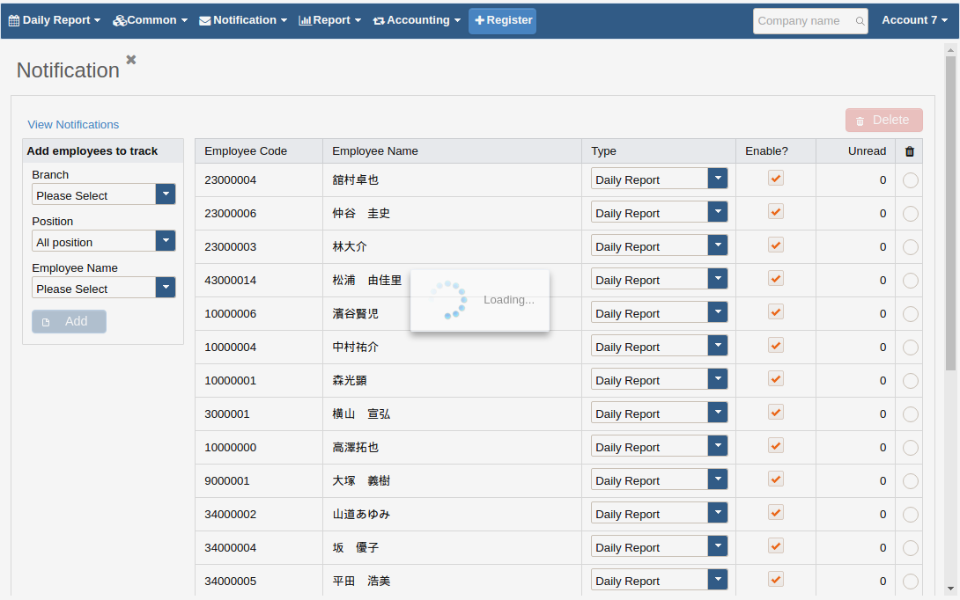 Daily Report Common Notification Report Accounting Register Company name Account 7
Notification
View Notifications
Delete
Add employees to track
Branch
Please Select
Position
All position
Employee Name
Please Select
Add
Employee Code Employee Name Type Enable? Unread
23000004 舘村卓也 Daily Report 0
23000006 仲谷　圭史 Daily Report 0
23000003 林大介 Daily Report 0
43000014 松浦　由佳里 Daily Report 0
Loading...
10000006 濱谷賢児 Daily Report 0
10000004 中村祐介 Daily Report 0
10000001 森光顕 Daily Report 0
3000001 横山　宣弘 Daily Report 0
10000000 高澤拓也 Daily Report 0
9000001 大塚　義樹 Daily Report 0
34000002 山道あゆみ Daily Report 0
34000004 坂　優子 Daily Report 0
34000005 平田　浩美 Daily Report 0